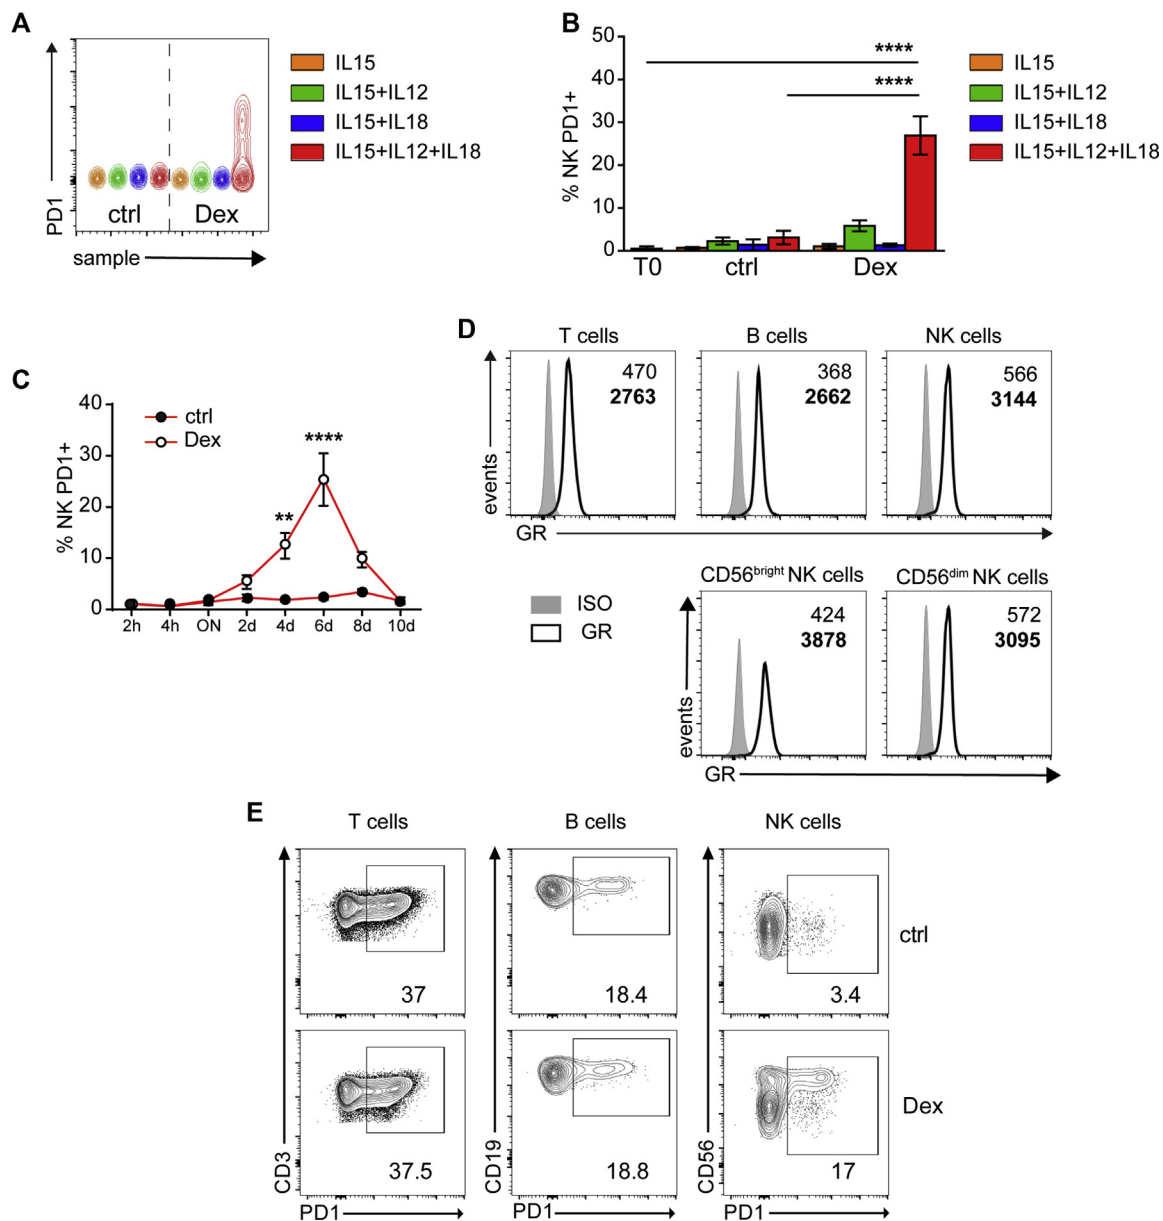 A
PD1
ctrl
Dex
sample
IL15
IL15+IL12
IL15+IL18
IL15+IL12+IL18
B
% NK PD1+
50
40
30
20
10
0
****
****
T0
ctrl
Dex
IL15
IL15+IL12
IL15+IL18
IL15+IL12+IL18
C
% NK PD1+
40
30
20
10
0
ctrl
Dex
**
****
2h
4h
ON
2d
4d
6d
8d
10d
D
T cells
B cells
NK cells
events
470
2763
368
2662
566
3144
GR
ISO
GR
CD56bright NK cells
CD56dim NK cells
events
424
3878
572
3095
GR
E
T cells
B cells
NK cells
37
18.4
3.4
ctrl
37.5
18.8
17
Dex
CD3
CD19
CD56
PD1
PD1
PD1